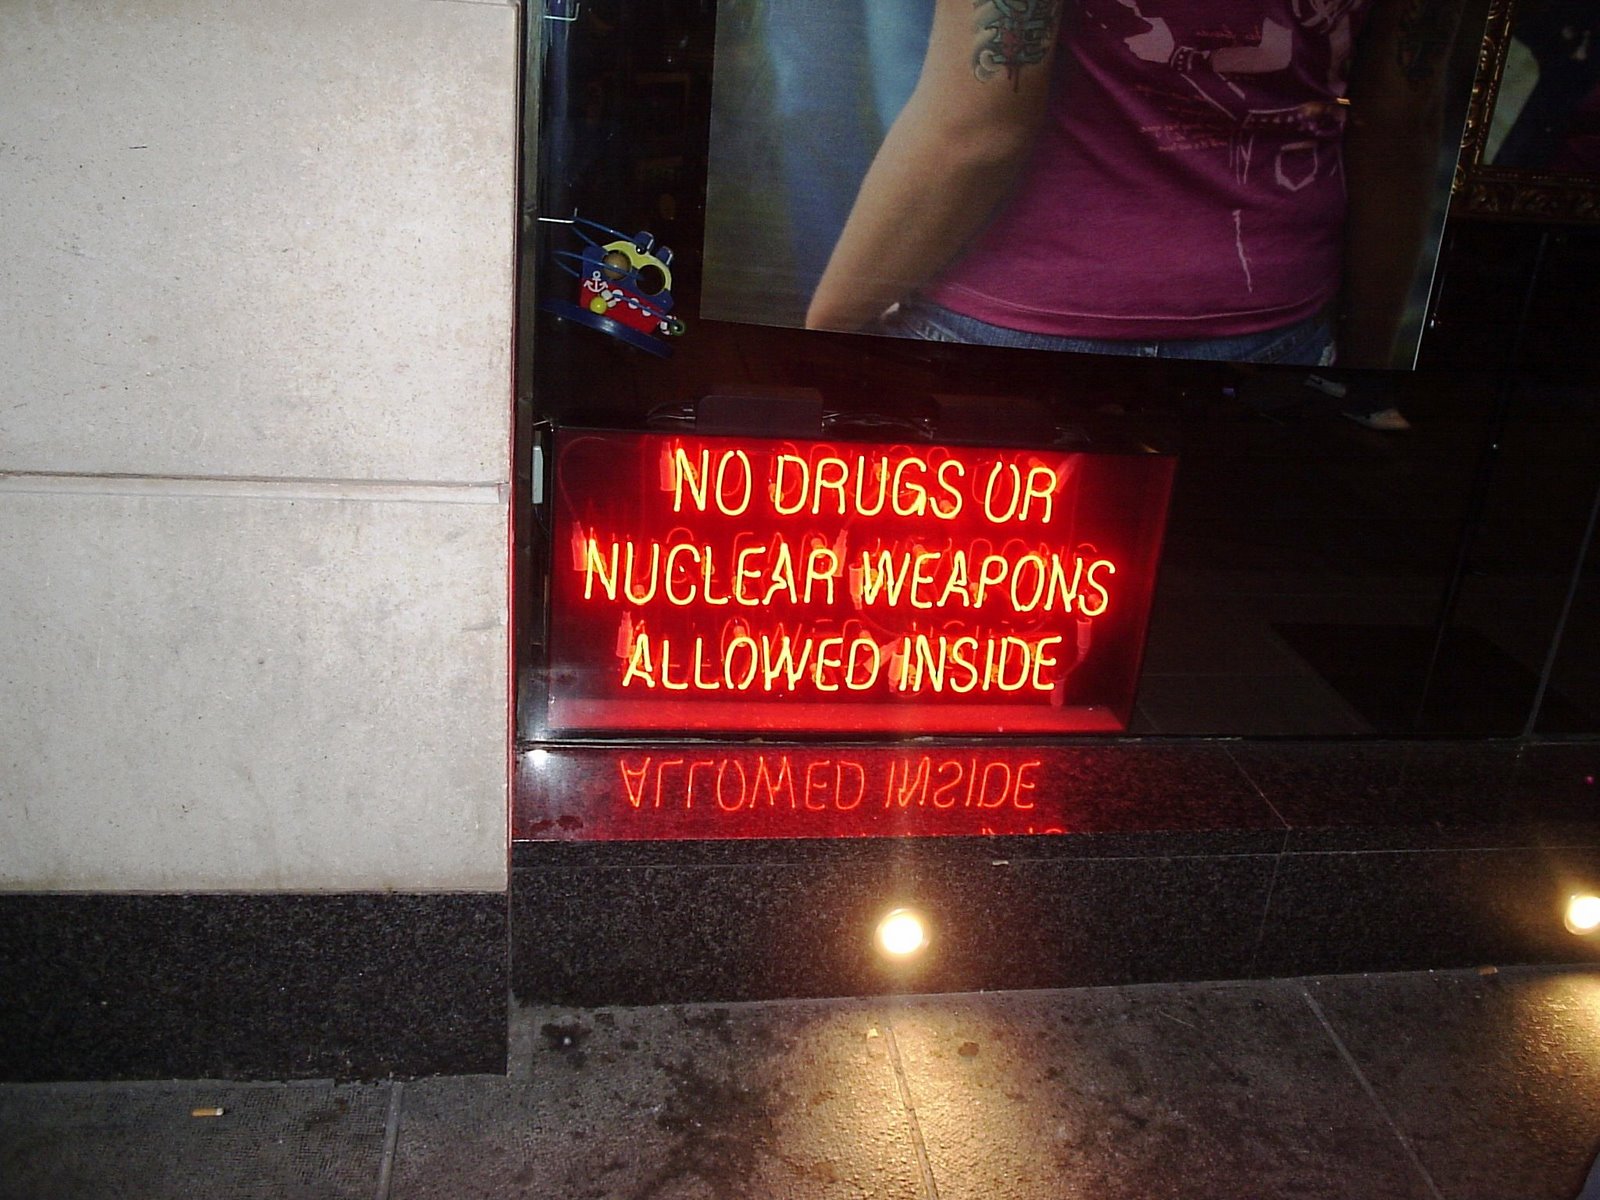 NO DRUGS OR
NUCLEAR WEAPONS
ALLOWED INSIDE